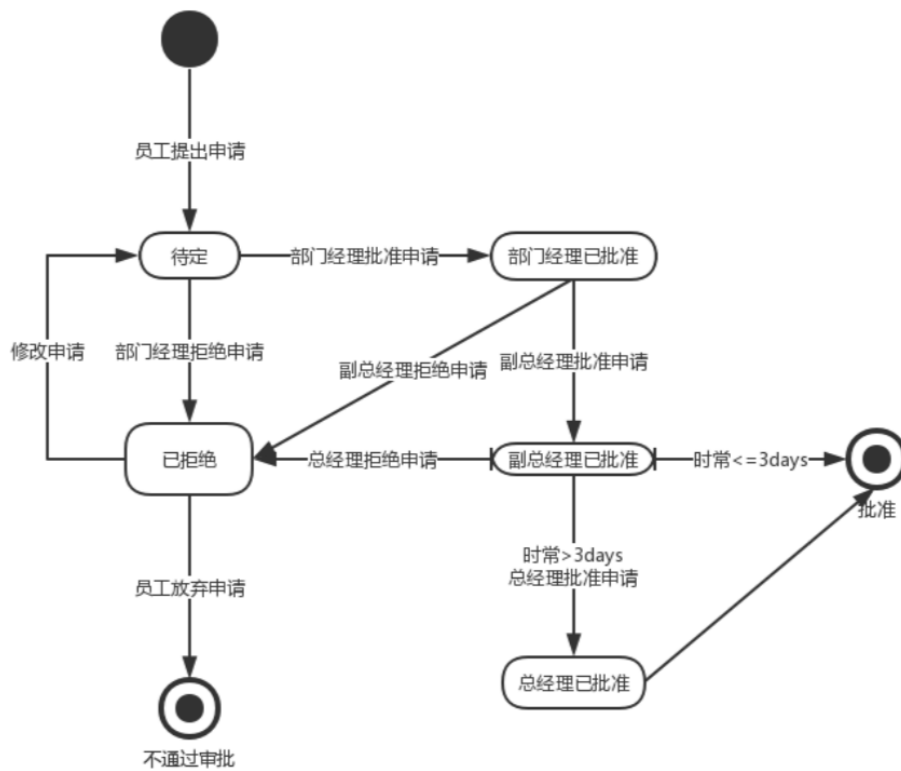 员工提出申请
待定
部门经理批准申请
部门经理已批准
修改申请
部门经理拒绝申请
副总经理拒绝申请
副总经理批准申请
已拒绝
总经理拒绝申请
副总经理已批准
时常<=3days
批准
时常>3days
总经理批准申请
员工放弃申请
总经理已批准
不通过审批